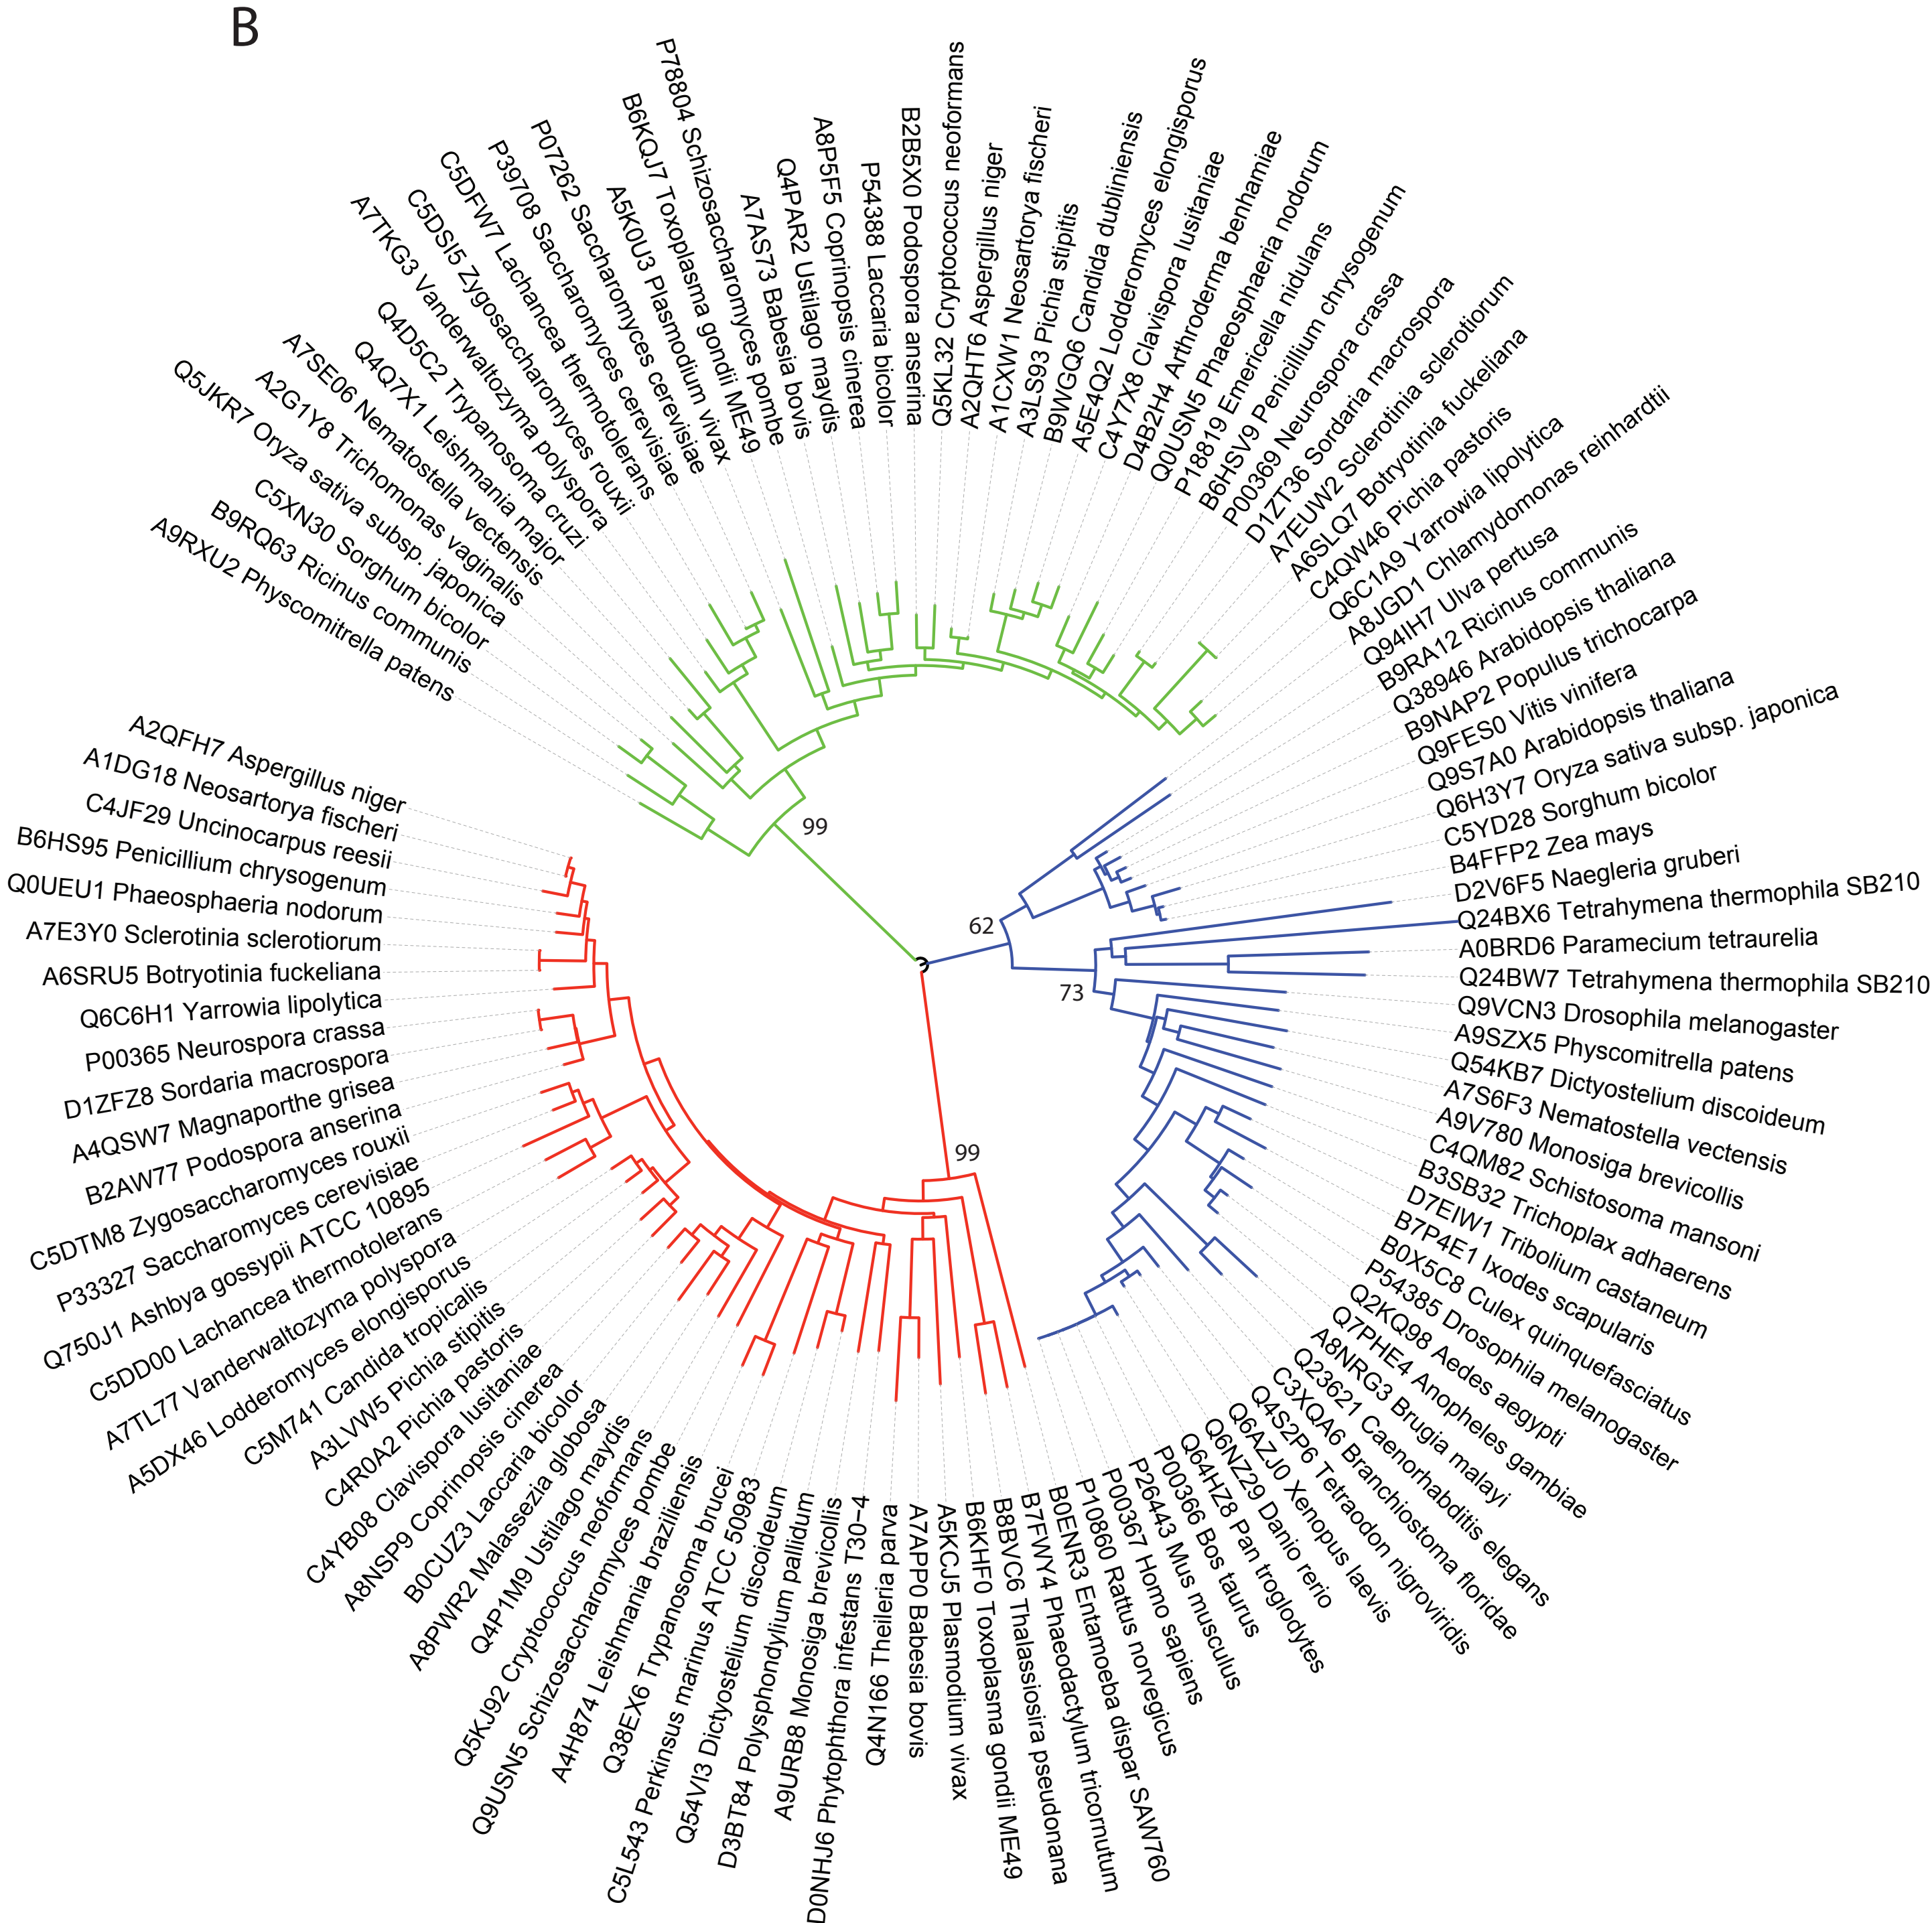 B
A9RXU2 Physcomitrella patens
B9RQ63 Ricinus communis
C5XN30 Sorghum bicolor
Q5JKR7 Oryza sativa subsp. japonica
A2G1Y8 Trichomonas vaginalis
A7SE06 Nematostella vectensis
Q4Q7X1 Leishmania major
Q4D5C2 Trypanosoma cruzi
A7TKG3 Vanderwaltozyma polyspora
C5DSI5 Zygosaccharomyces rouxii
C5DFW7 Lachancea thermotolerans
P39708 Saccharomyces cerevisiae
P07262 Saccharomyces cerevisiae
A5K0U3 Plasmodium vivax
B6KQJ7 Toxoplasma gondii ME49
P78804 Schizosaccharomyces pombe
A7AS73 Babesia bovis
Q4PAR2 Ustilago maydis
A8P5F5 Coprinopsis cinerea
P54388 Laccaria bicolor
B2B5X0 Podospora anserina
Q5KL32 Cryptococcus neoformans
A2QHT6 Aspergillus niger
A1CXW1 Neosartorya fischeri
A3LS93 Pichia stipitis
B9WGQ6 Candida dubliniensis
A5E4Q2 Lodderomyces elongisporus
C4Y7X8 Clavispora lusitaniae
D4B2H4 Arthroderma benhamiae
Q0USN5 Phaeosphaeria nodorum
P18819 Emericella nidulans
B6HSV9 Penicillium chrysogenum
P00369 Neurospora crassa
D1ZT36 Sordaria macrospora
A7EUW2 Sclerotinia sclerotiorum
A6SLQ7 Botryotinia fuckeliana
C4QW46 Pichia pastoris
Q6C1A9 Yarrowia lipolytica
A8JGD1 Chlamydomonas reinhardtii
Q94IH7 Ulva pertusa
B9RA12 Ricinus communis
Q38946 Arabidopsis thaliana
B9NAP2 Populus trichocarpa
Q9FES0 Vitis vinifera
Q9S7A0 Arabidopsis thaliana
Q6H3Y7 Oryza sativa subsp. japonica
C5YD28 Sorghum bicolor
B4FFP2 Zea mays
D2V6F5 Naegleria gruberi
Q24BX6 Tetrahymena thermophila SB210
A0BRD6 Paramecium tetraurelia
Q24BW7 Tetrahymena thermophila SB210
Q9VCN3 Drosophila melanogaster
A9SZX5 Physcomitrella patens
Q54KB7 Dictyostelium discoideum
A7S6F3 Nematostella vectensis
A9V780 Monosiga brevicollis
C4QM82 Schistosoma mansoni
B3SB32 Trichoplax adhaerens
D7EIW1 Tribolium castaneum
B7P4E1 Ixodes scapularis
B0X5C8 Culex quinquefasciatus
P54385 Drosophila melanogaster
Q2KQ98 Aedes aegypti
Q7PHE4 Anopheles gambiae
A8NRG3 Brugia malayi
Q23621 Caenorhabditis elegans
C3XQA6 Branchiostoma floridae
Q4S2P6 Tetraodon nigroviridis
Q6AZJ0 Xenopus laevis
Q6NZ29 Danio rerio
Q64HZ8 Pan troglodytes
P00366 Bos taurus
P26443 Mus musculus
P00367 Homo sapiens
P10860 Rattus norvegicus
B0ENR3 Entamoeba dispar SAW760
B7FWY4 Phaeodactylum tricornutum
B8BVC6 Thalassiosira pseudonana
B6KHF0 Toxoplasma gondii ME49
A5KCJ5 Plasmodium vivax
A7APP0 Babesia bovis
Q4N166 Theileria parva
D0NHJ6 Phytophthora infestans T30−4
A9URB8 Monosiga brevicollis
D3BT84 Polysphondylium pallidum
Q54VI3 Dictyostelium discoideum
C5L543 Perkinsus marinus ATCC 50983
Q38EX6 Trypanosoma brucei
A4H874 Leishmania braziliensis
Q9USN5 Schizosaccharomyces pombe
Q5KJ92 Cryptococcus neoformans
Q4P1M9 Ustilago maydis
A8PWR2 Malassezia globosa
B0CUZ3 Laccaria bicolor
A8NSP9 Coprinopsis cinerea
C4YB08 Clavispora lusitaniae
C4R0A2 Pichia pastoris
A3LVW5 Pichia stipitis
C5M741 Candida tropicalis
A5DX46 Lodderomyces elongisporus
A7TL77 Vanderwaltozyma polyspora
C5DD00 Lachancea thermotolerans
Q750J1 Ashbya gossypii ATCC 10895
P33327 Saccharomyces cerevisiae
C5DTM8 Zygosaccharomyces rouxii
B2AW77 Podospora anserina
A4QSW7 Magnaporthe grisea
D1ZFZ8 Sordaria macrospora
P00365 Neurospora crassa
Q6C6H1 Yarrowia lipolytica
A6SRU5 Botryotinia fuckeliana
A7E3Y0 Sclerotinia sclerotiorum
Q0UEU1 Phaeosphaeria nodorum
B6HS95 Penicillium chrysogenum
C4JF29 Uncinocarpus reesii
A1DG18 Neosartorya fischeri
A2QFH7 Aspergillus niger
99
62
73
99